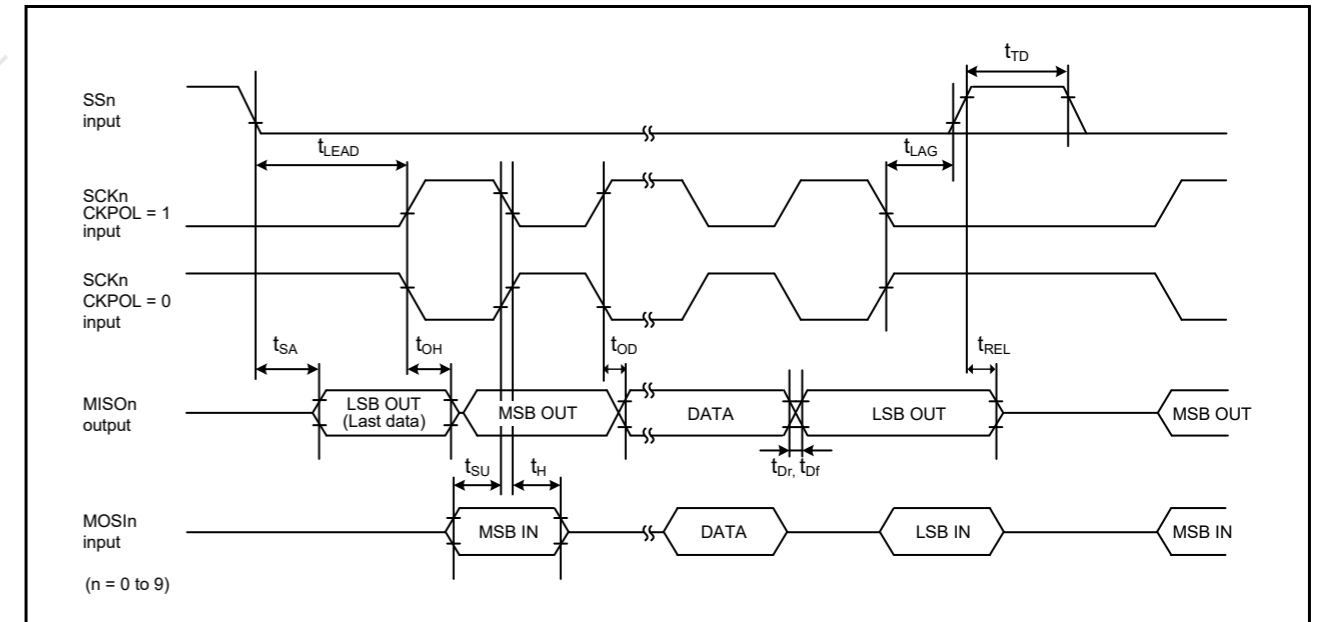 tTD
SSn
input
tLEAD
tLAG
SCKn
CKPOL = 1
input
SCKn
CKPOL = 0
input
tSA
tOH
tOD
tREL
MISOn
output
LSB OUT
(Last data)
MSB OUT
DATA
LSB OUT
MSB OUT
tSU
tH
tDr, tDf
MOSIn
input
MSB IN
DATA
LSB IN
MSB IN
(n = 0 to 9)